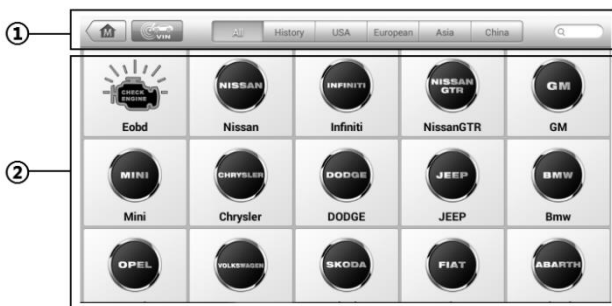 ①
M VIN All History USA European Asia China
②
CHECK ENGINE NISSAN INFINITI NISSAN GTR GM
Eobd Nissan Infiniti NissanGTR GM
MINI CHRYSLER DODGE JEEP BMW
Mini Chrysler DODGE JEEP Bmw
OPEL VOLKSWAGEN SKODA FIAT ABARTH